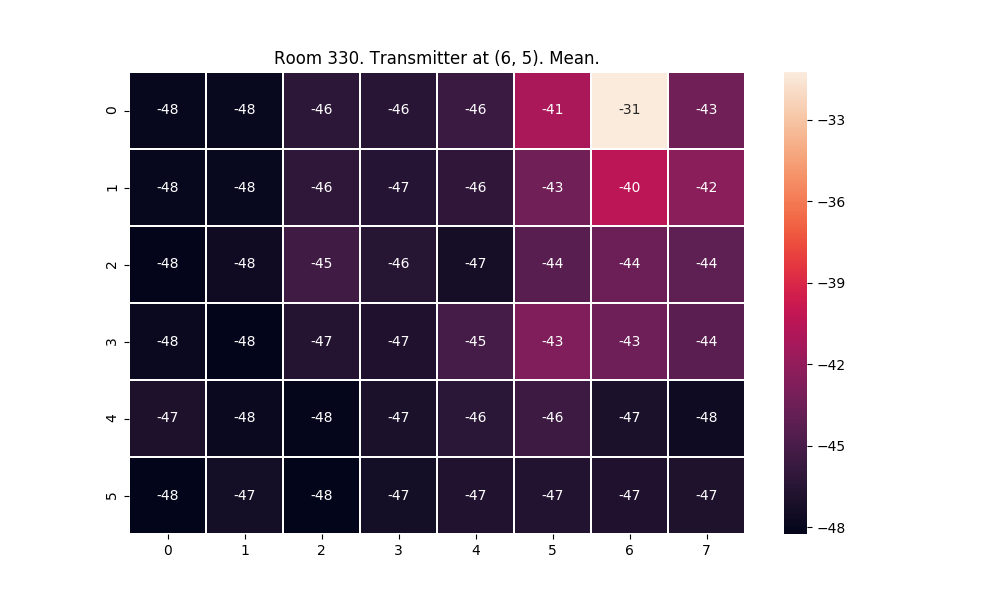 Room 330. Transmitter at (6, 5). Mean.
0 -48 -48 -46 -46 -46 -41 -31 -43
1 -48 -48 -46 -47 -46 -43 -40 -42
2 -48 -48 -45 -46 -47 -44 -44 -44
3 -48 -48 -47 -47 -45 -43 -43 -44
4 -47 -48 -48 -47 -46 -46 -47 -48
5 -48 -47 -48 -47 -47 -47 -47 -47
0 1 2 3 4 5 6 7
−33
−36
−39
−42
−45
−48